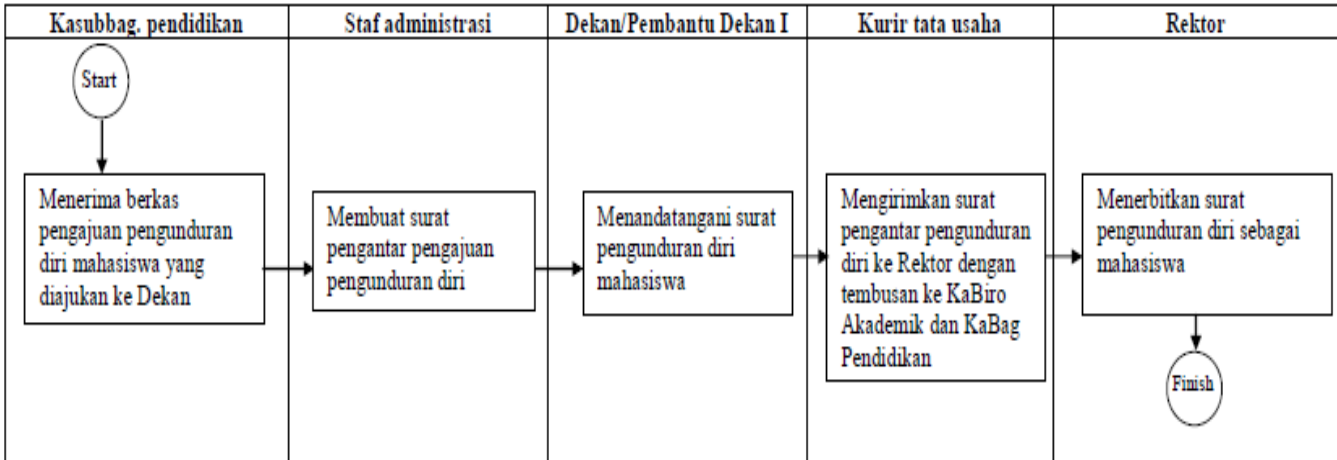 Kasubbag. pendidikan
Staf administrasi
Dekan/Pembantu Dekan I
Kurir tata usaha
Rektor
Start
Menerima berkas
pengajuan pengunduran
diri mahasiswa yang
diajukan ke Dekan
Membuat surat
pengantar pengajuan
pengunduran diri
Menandatangani surat
pengunduran diri
mahasiswa
Mengirimkan surat
pengantar pengunduran
diri ke Rektor dengan
tembusan ke KaBiro
Akademik dan KaBag
Pendidikan
Menerbitkan surat
pengunduran diri sebagai
mahasiswa
Finish